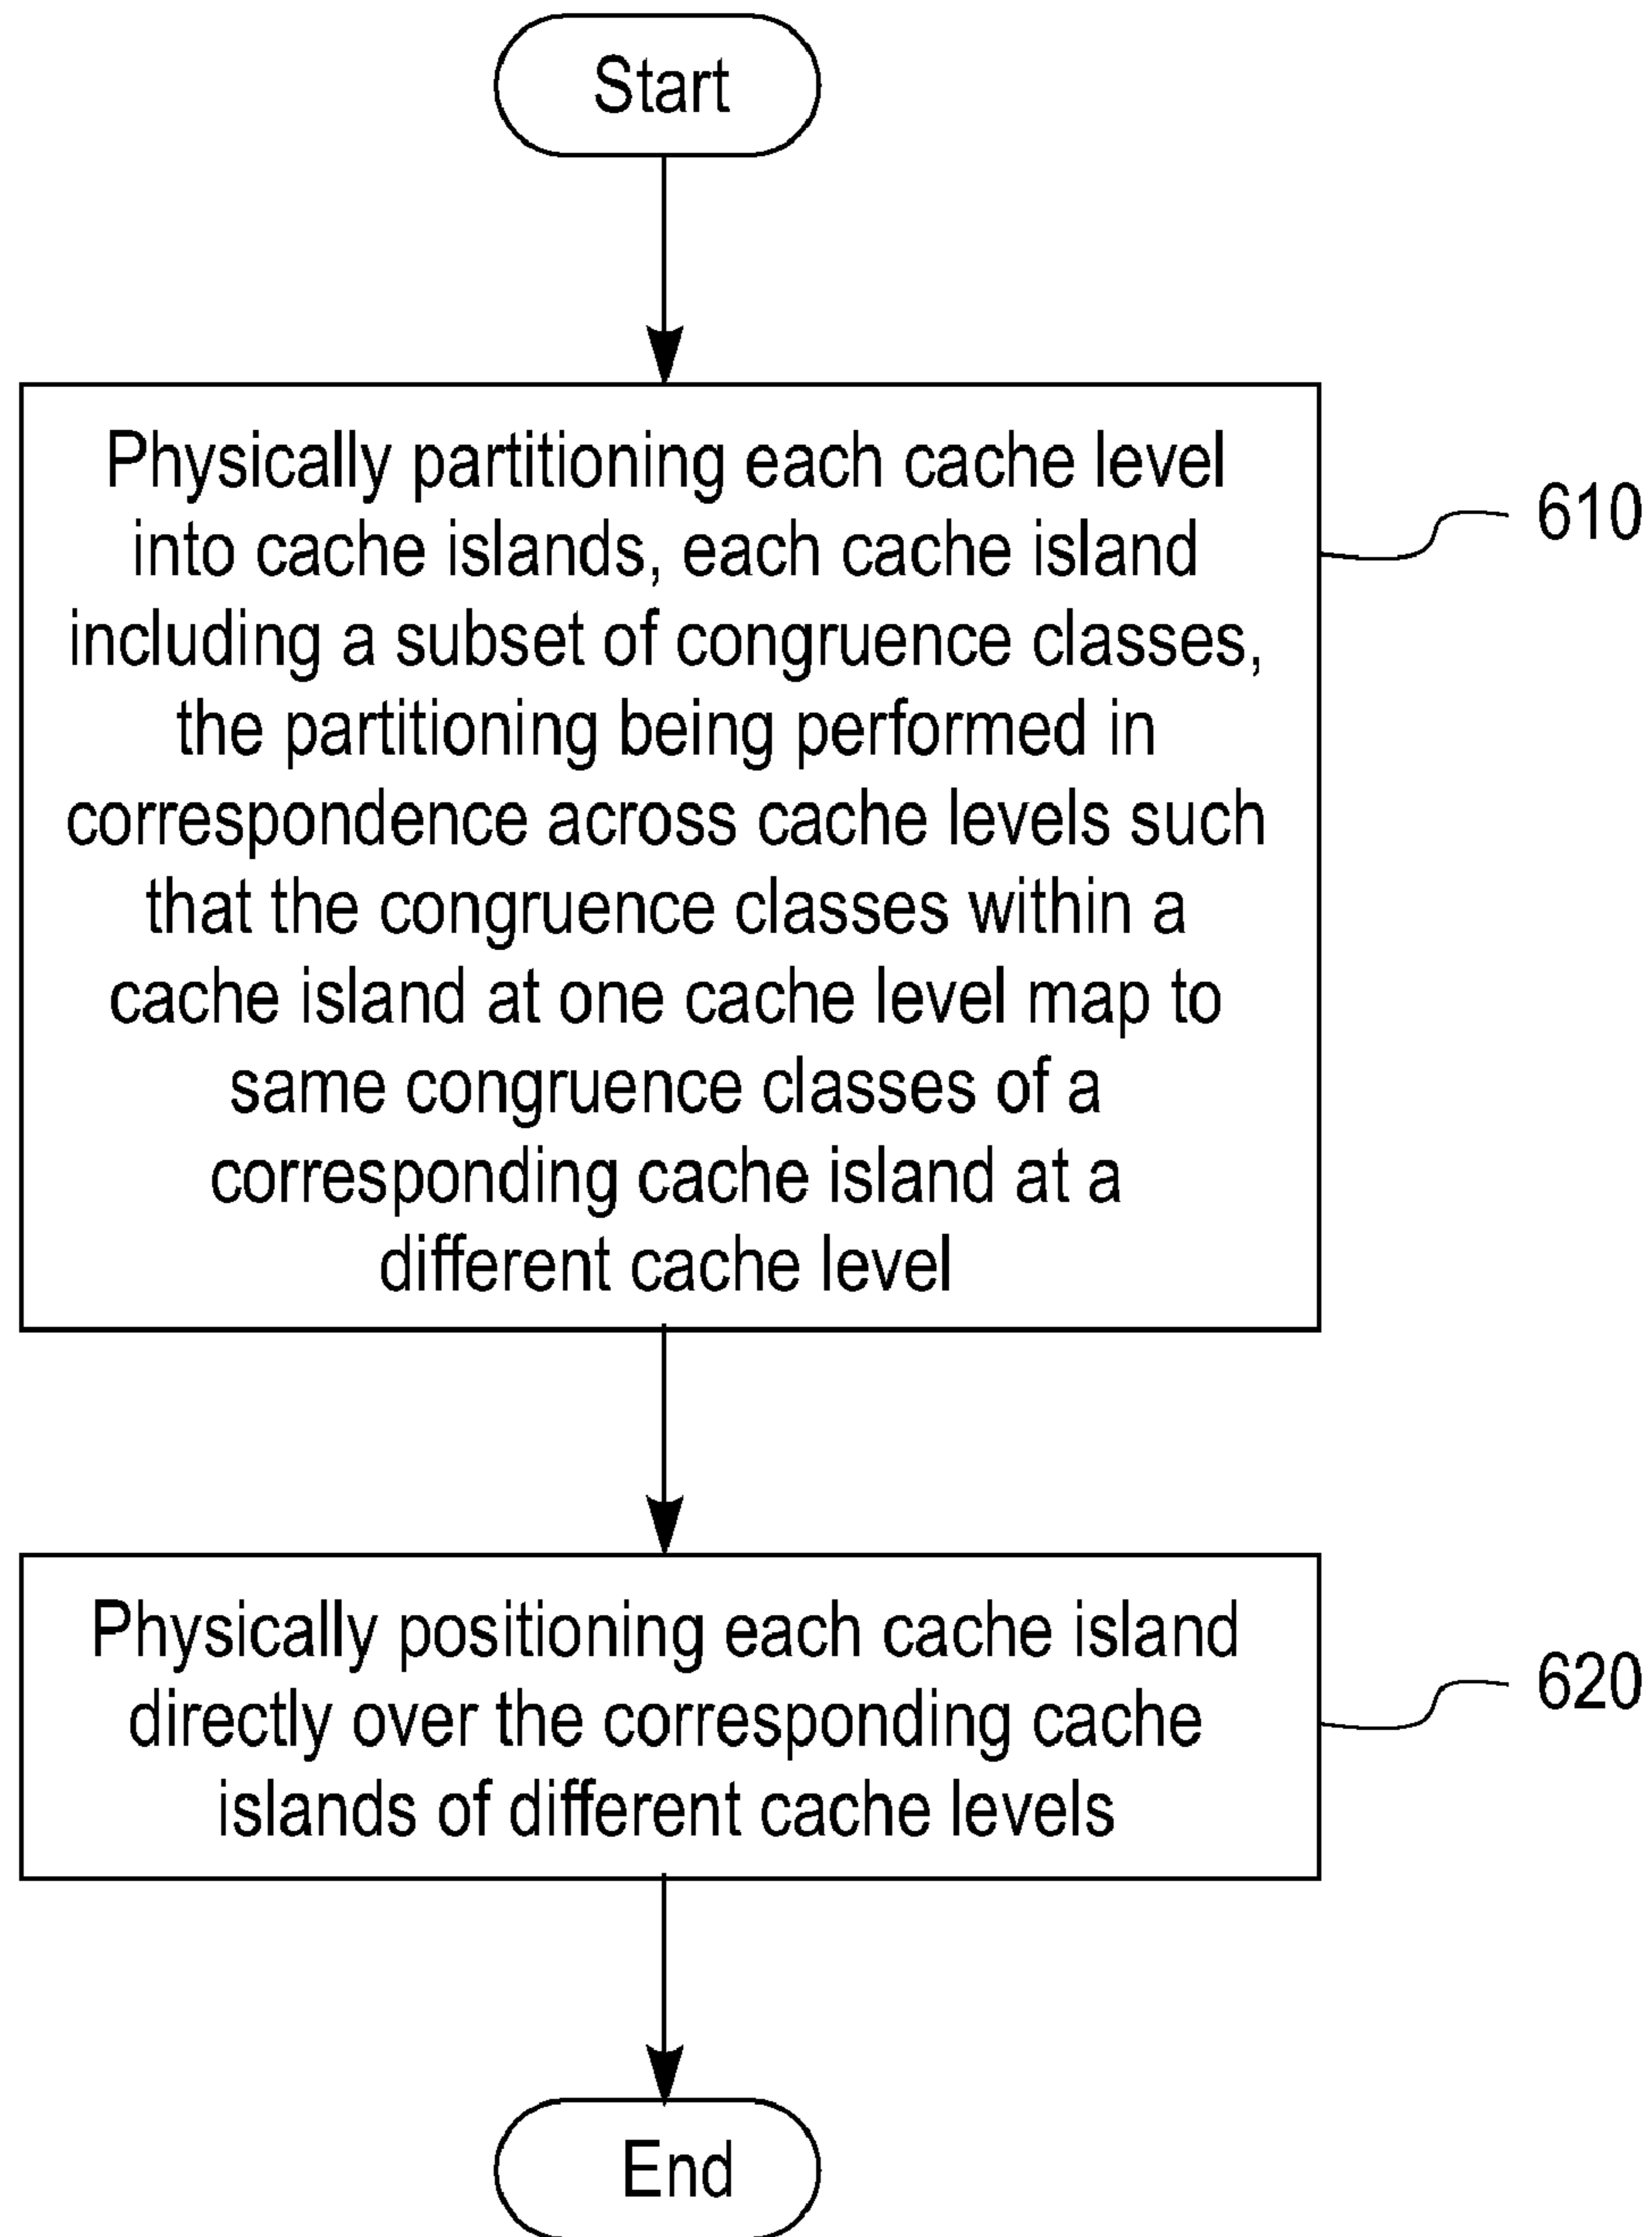 Start
Physically partitioning each cache level
into cache islands, each cache island
including a subset of congruence classes,
the partitioning being performed in
correspondence across cache levels such
that the congruence classes within a
cache island at one cache level map to
same congruence classes of a
corresponding cache island at a
different cache level
610
Physically positioning each cache island
directly over the corresponding cache
islands of different cache levels
620
End